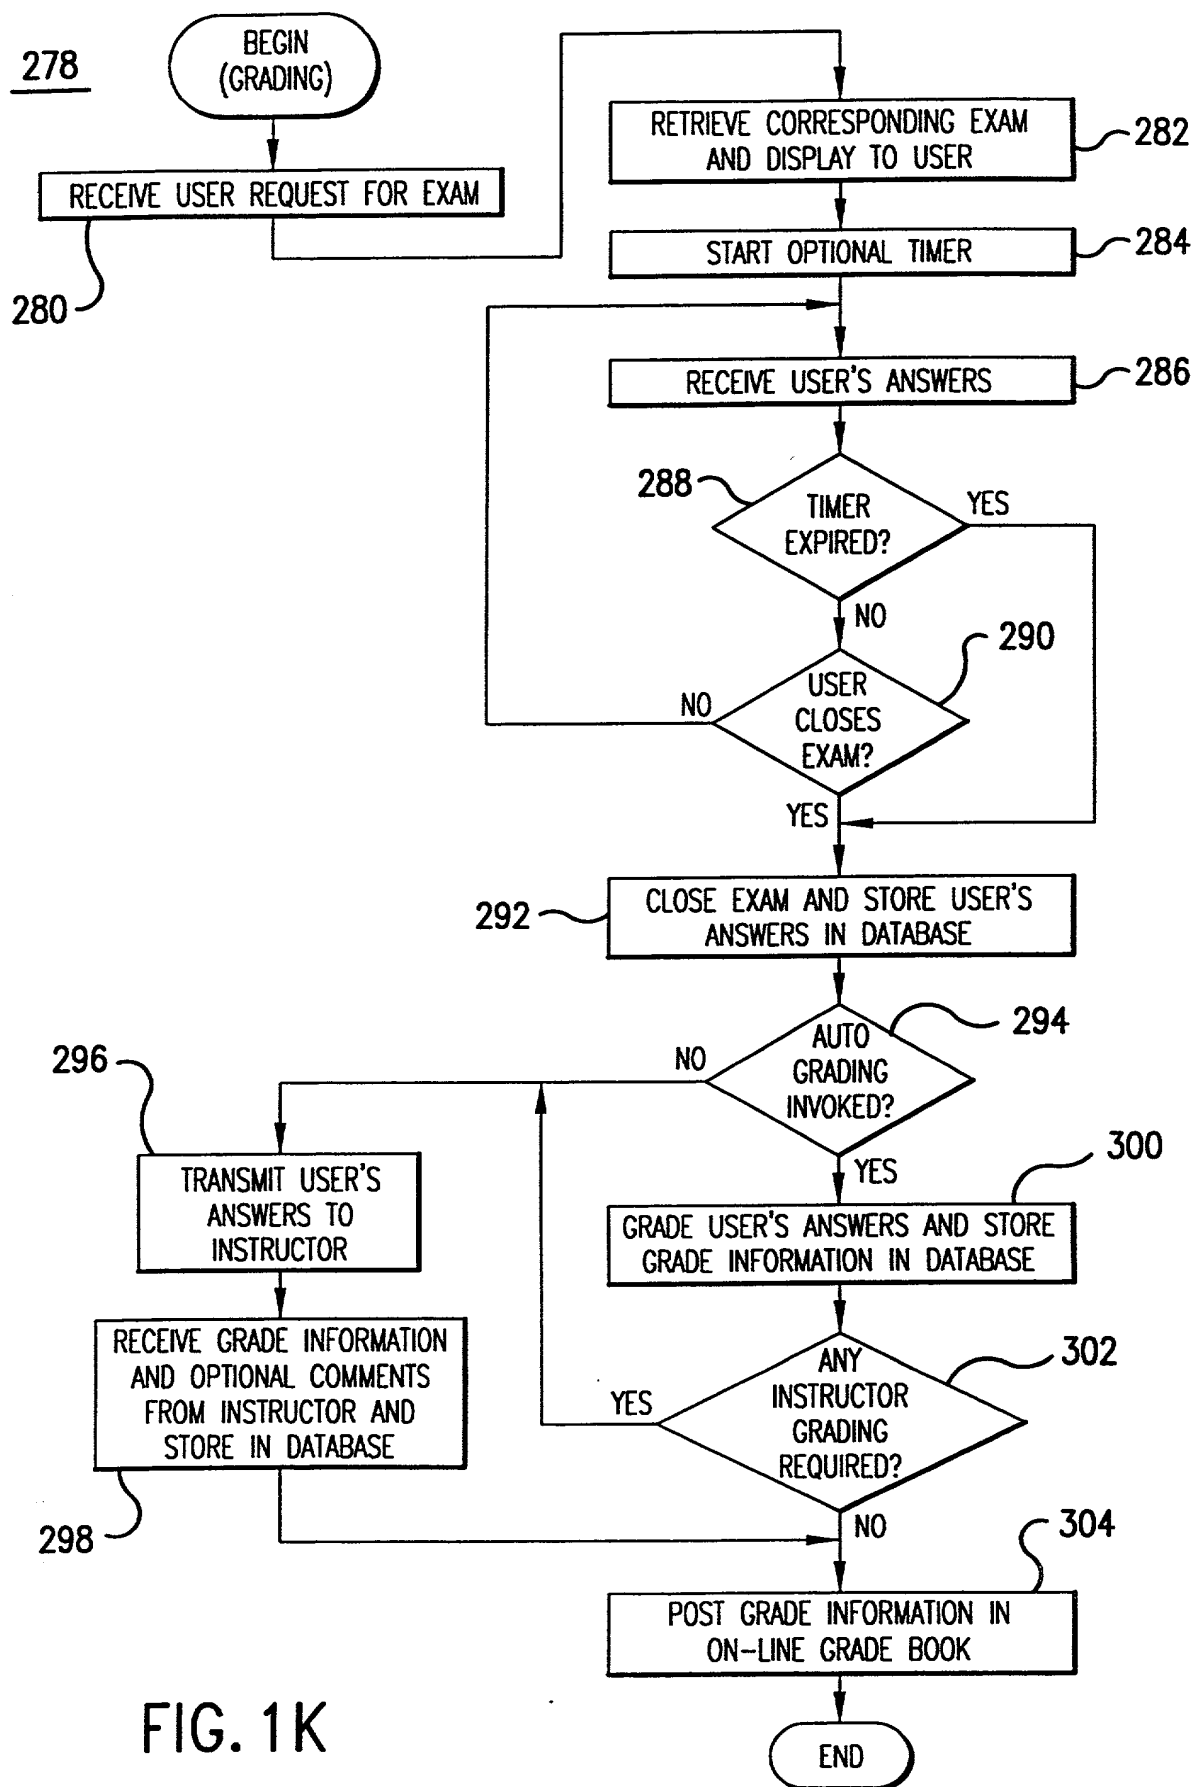 278
BEGIN
(GRADING)
RECEIVE USER REQUEST FOR EXAM
280
RETRIEVE CORRESPONDING EXAM
AND DISPLAY TO USER
282
START OPTIONAL TIMER
284
RECEIVE USER'S ANSWERS
286
288
TIMER
EXPIRED?
YES
NO
290
USER
CLOSES
EXAM?
NO
YES
292
CLOSE EXAM AND STORE USER'S
ANSWERS IN DATABASE
294
AUTO
GRADING
INVOKED?
NO
YES
296
TRANSMIT USER'S
ANSWERS TO
INSTRUCTOR
300
GRADE USER'S ANSWERS AND STORE
GRADE INFORMATION IN DATABASE
RECEIVE GRADE INFORMATION
AND OPTIONAL COMMENTS
FROM INSTRUCTOR AND
STORE IN DATABASE
298
302
ANY
INSTRUCTOR
GRADING
REQUIRED?
YES
NO
304
POST GRADE INFORMATION IN
ON-LINE GRADE BOOK
END
FIG. 1K